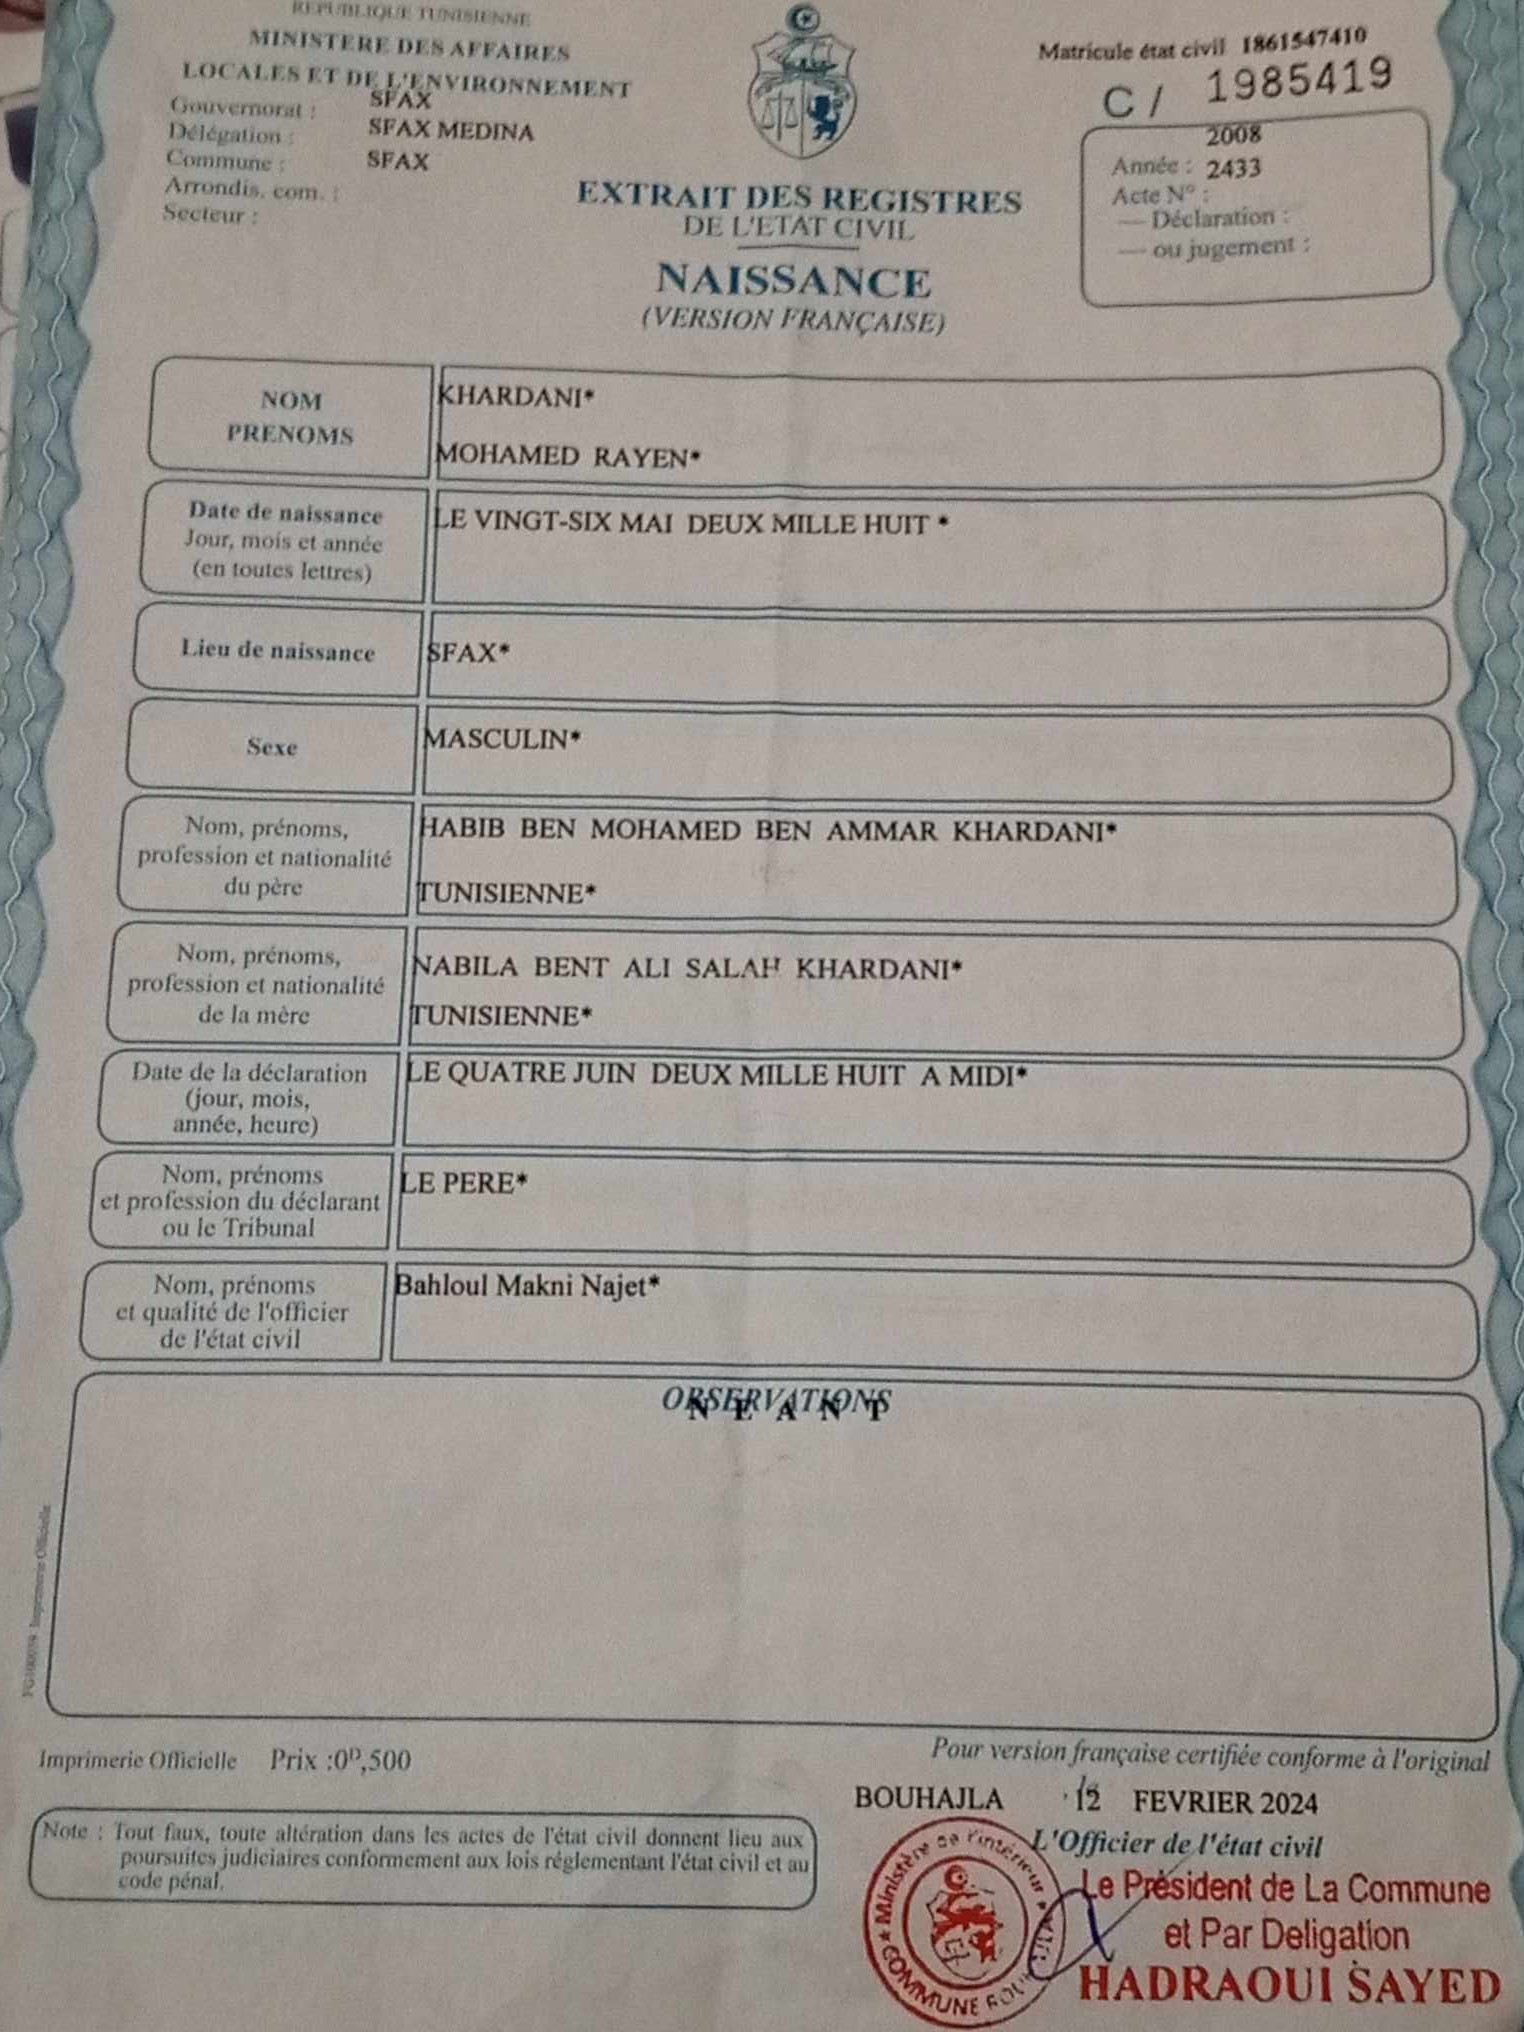 REPUBLIQUE TUNISIENNE
MINISTERE DES AFFAIRES
LOCALES ET DE L'ENVIRONNEMENT
Gouvernorat : SFAX
Délégation : SFAX MEDINA
Commune : SFAX
Arrondis. com. :
Secteur :
Matricule état civil 1861547410
C / 1985419
2008
Année : 2433
Acte N° :
— Déclaration :
— ou jugement :
EXTRAIT DES REGISTRES
DE L'ETAT CIVIL
NAISSANCE
(VERSION FRANÇAISE)
NOM
PRENOMS
KHARDANI*
MOHAMED RAYEN*
Date de naissance
Jour, mois et année
(en toutes lettres)
LE VINGT-SIX MAI DEUX MILLE HUIT *
Lieu de naissance
SFAX*
Sexe
MASCULIN*
Nom, prénoms,
profession et nationalité
du père
HABIB BEN MOHAMED BEN AMMAR KHARDANI*
TUNISIENNE*
Nom, prénoms,
profession et nationalité
de la mère
NABILA BENT ALI SALAH KHARDANI*
TUNISIENNE*
Date de la déclaration
(jour, mois,
année, heure)
LE QUATRE JUIN DEUX MILLE HUIT A MIDI*
Nom, prénoms
et profession du déclarant
ou le Tribunal
LE PERE*
Nom, prénoms
et qualité de l'officier
de l'état civil
Bahloul Makni Najet*
OBSERVATIONS
N E A N T
Imprimerie Officielle
Imprimerie Officielle Prix :0ᴰ,500
Note : Tout faux, toute altération dans les actes de l'état civil donnent lieu aux
poursuites judiciaires conformement aux lois réglementant l'état civil et au
code pénal.
Pour version française certifiée conforme à l'original
BOUHAJLA 12 FEVRIER 2024
L'Officier de l'état civil
Le Président de La Commune
et Par Deligation
HADRAOUI SAYED
Ministère de l'intérieur
COMMUNE